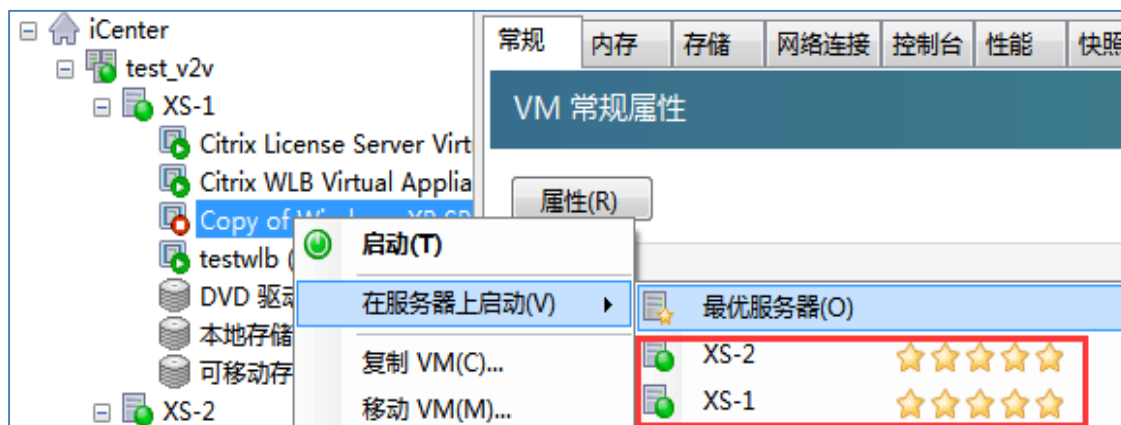 iCenter
test_v2v
XS-1
Citrix License Server Virt
Citrix WLB Virtual Applia
Copy of
testwlb (
DVD 驱
本地存储
可移动存
XS-2
常规 内存 存储 网络连接 控制台 性能 快照
VM 常规属性
属性(R)
启动(T)
在服务器上启动(V)
复制 VM(C)...
移动 VM(M)...
最优服务器(O)
XS-2
XS-1